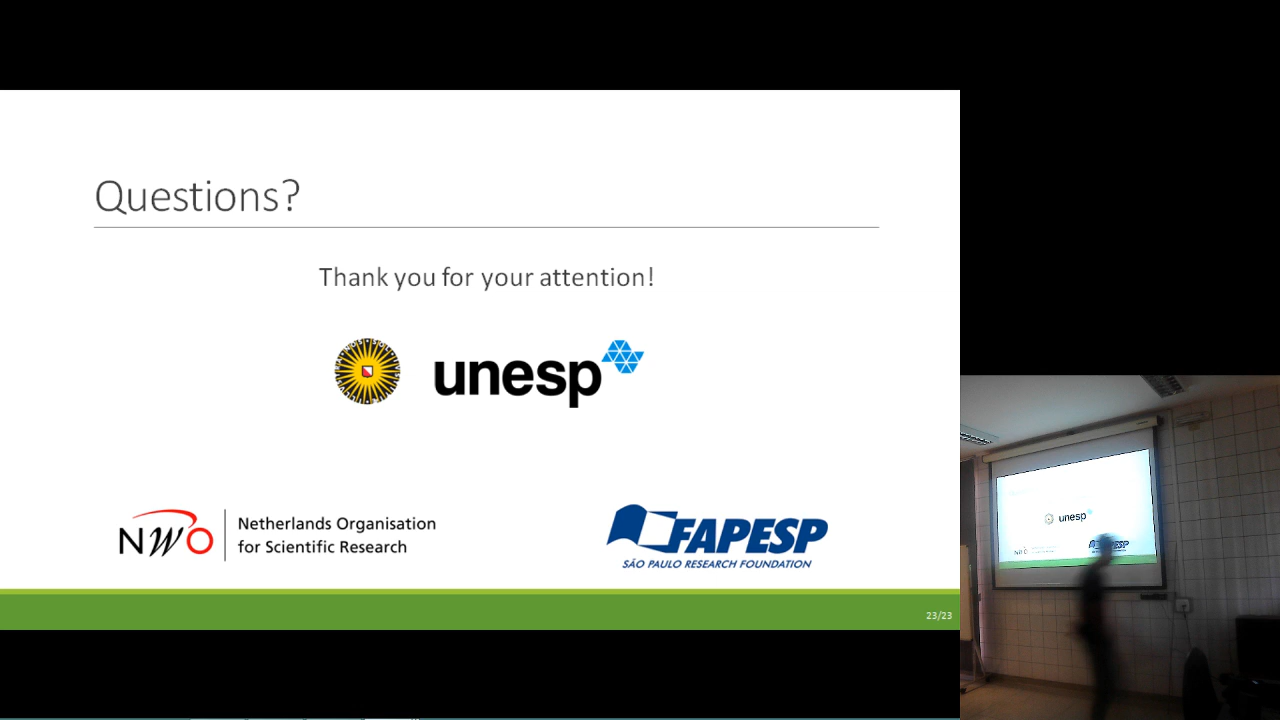 Questions?
Thank you for your attention!
unesp
NWO
Netherlands Organisation
for Scientific Research
FAPESP
SÃO PAULO RESEARCH FOUNDATION
23/23
unesp